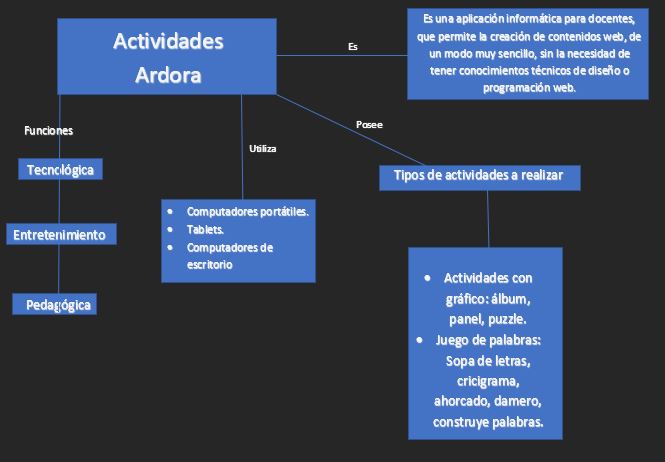 Actividades
Ardora
Es
Es una aplicación informática para docentes,
que permite la creación de contenidos web, de
un modo muy sencillo, sin la necesidad de
tener conocimientos técnicos de diseño o
programación web.
Funciones
Tecnológica
Entretenimiento
Pedagógica
Utiliza
• Computadores portátiles.
• Tablets.
• Computadores de
escritorio
Posee
Tipos de actividades a realizar
• Actividades con
gráfico: álbum,
panel, puzzle.
• Juego de palabras:
Sopa de letras,
cricigrama,
ahorcado, damero,
construye palabras.